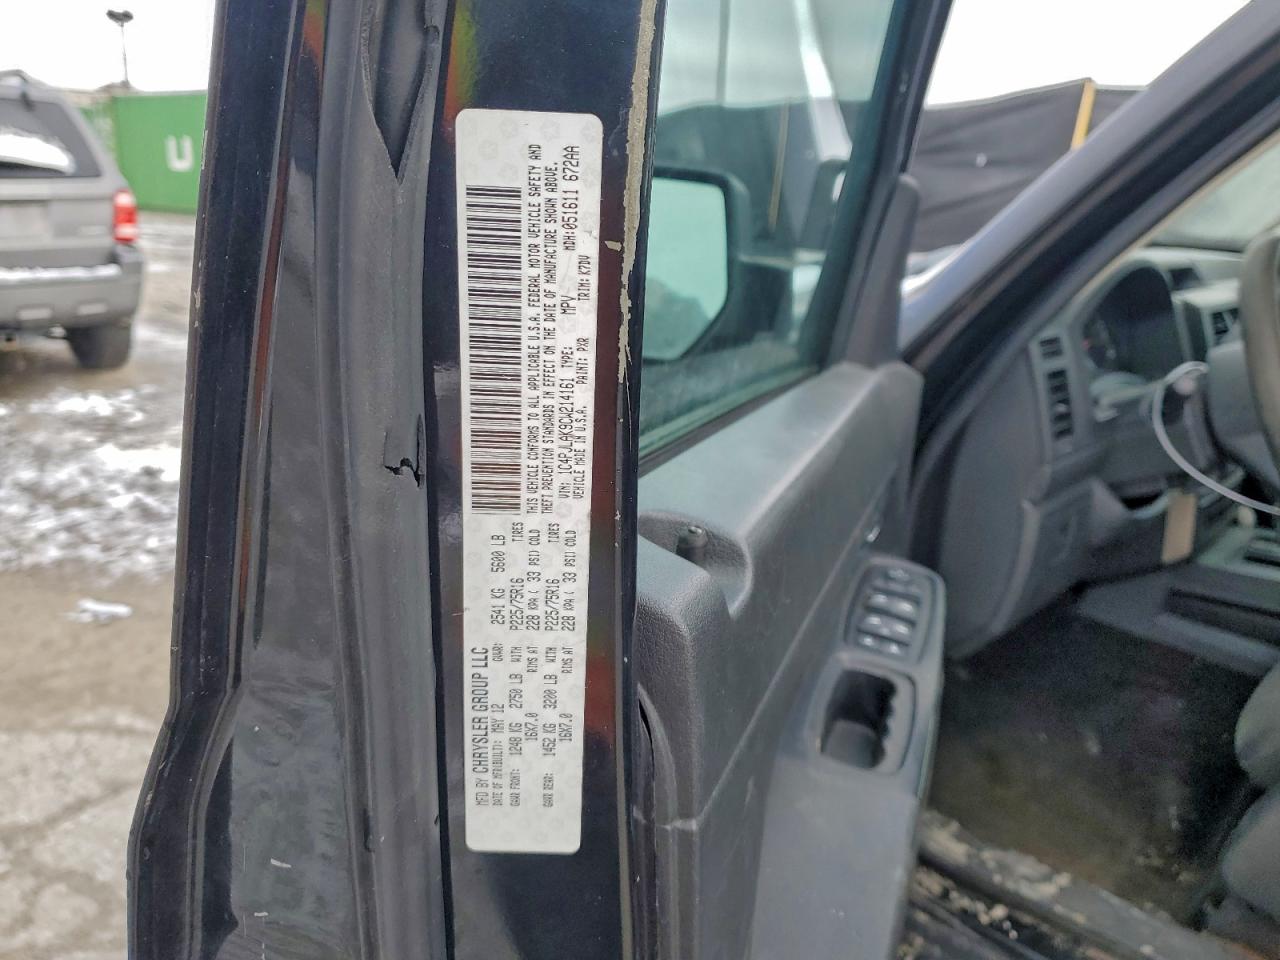 MFD BY CHRYSLER GROUP LLC
DATE OF MFR(BUILT): MAY 12 GVWR: 2541 KG 5600 LB
GAWR FRONT: 1248 KG 2750 LB WITH P225/75R16 TIRES
16X7.0 RIMS AT 228 KPA( 33 PSI) COLD
GAWR REAR: 1452 KG 3200 LB WITH P225/75R16 TIRES
16X7.0 RIMS AT 228 KPA( 33 PSI) COLD
THIS VEHICLE CONFORMS TO ALL APPLICABLE U.S.A. FEDERAL MOTOR VEHICLE SAFETY AND
THEFT PREVENTION STANDARDS IN EFFECT ON THE DATE OF MANUFACTURE SHOWN ABOVE.
VIN: 1C4PJLAK9CW214161 TYPE: MPV MDH:051611 672AA
VEHICLE MADE IN U.S.A. PAINT: PXR TRIM: K7DV
U